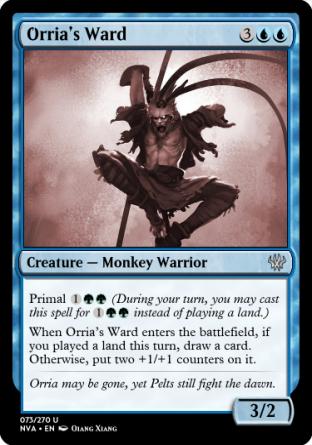 Orria's Ward 3
Creature — Monkey Warrior
Primal 1 (During your turn, you may cast
this spell for 1 instead of playing a land.)
When Orria's Ward enters the battlefield, if
you played a land this turn, draw a card.
Otherwise, put two +1/+1 counters on it.
Orria may be gone, yet Pelts still fight the dawn.
3/2
073/270 U
NVA • EN Qiang Xiang